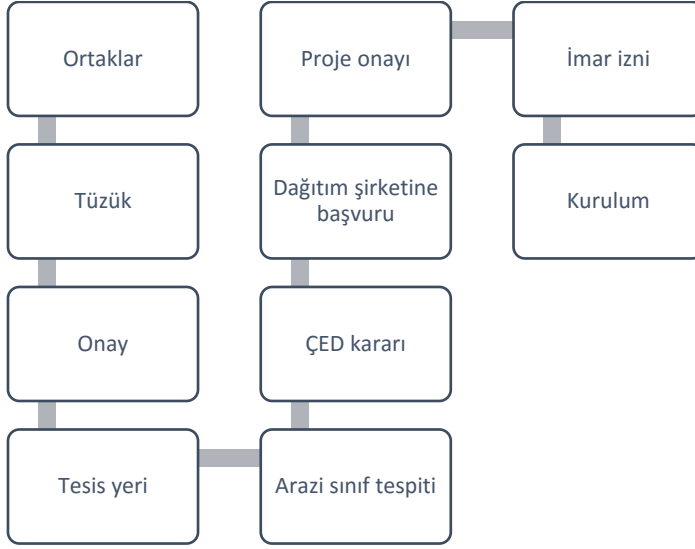 Ortaklar
Tüzük
Onay
Tesis yeri
Arazi sınıf tespiti
ÇED kararı
Dağıtım şirketine
başvuru
Proje onayı
İmar izni
Kurulum